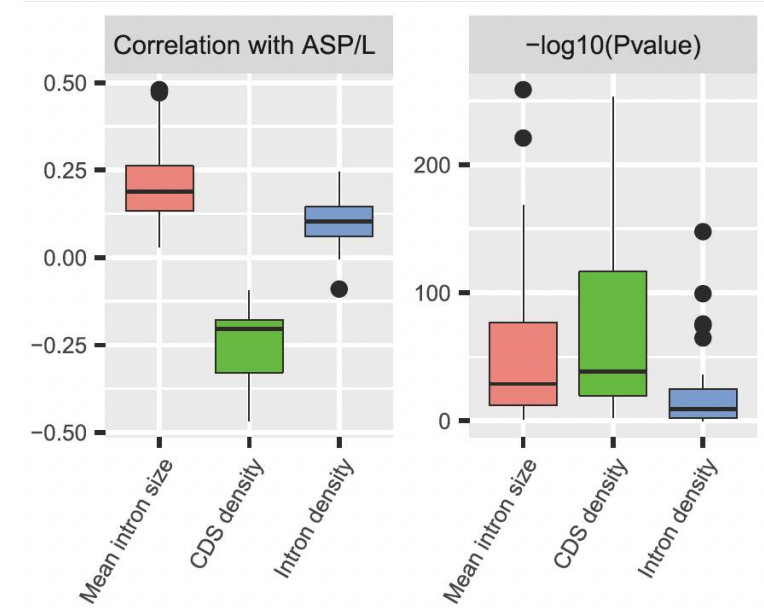 Correlation with ASP/L
−log10(Pvalue)
0.50
0.25
0.00
−0.25
−0.50
200
100
0
Mean intron size
CDS density
Intron density
Mean intron size
CDS density
Intron density